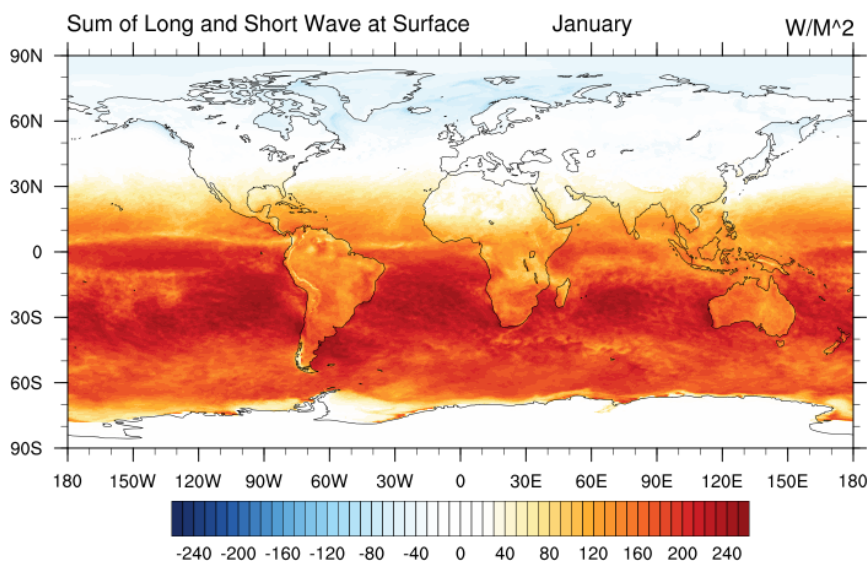 Sum of Long and Short Wave at Surface January W/M^2
90N
60N
30N
0
30S
60S
90S
180 150W 120W 90W 60W 30W 0 30E 60E 90E 120E 150E 180
-240 -200 -160 -120 -80 -40 0 40 80 120 160 200 240